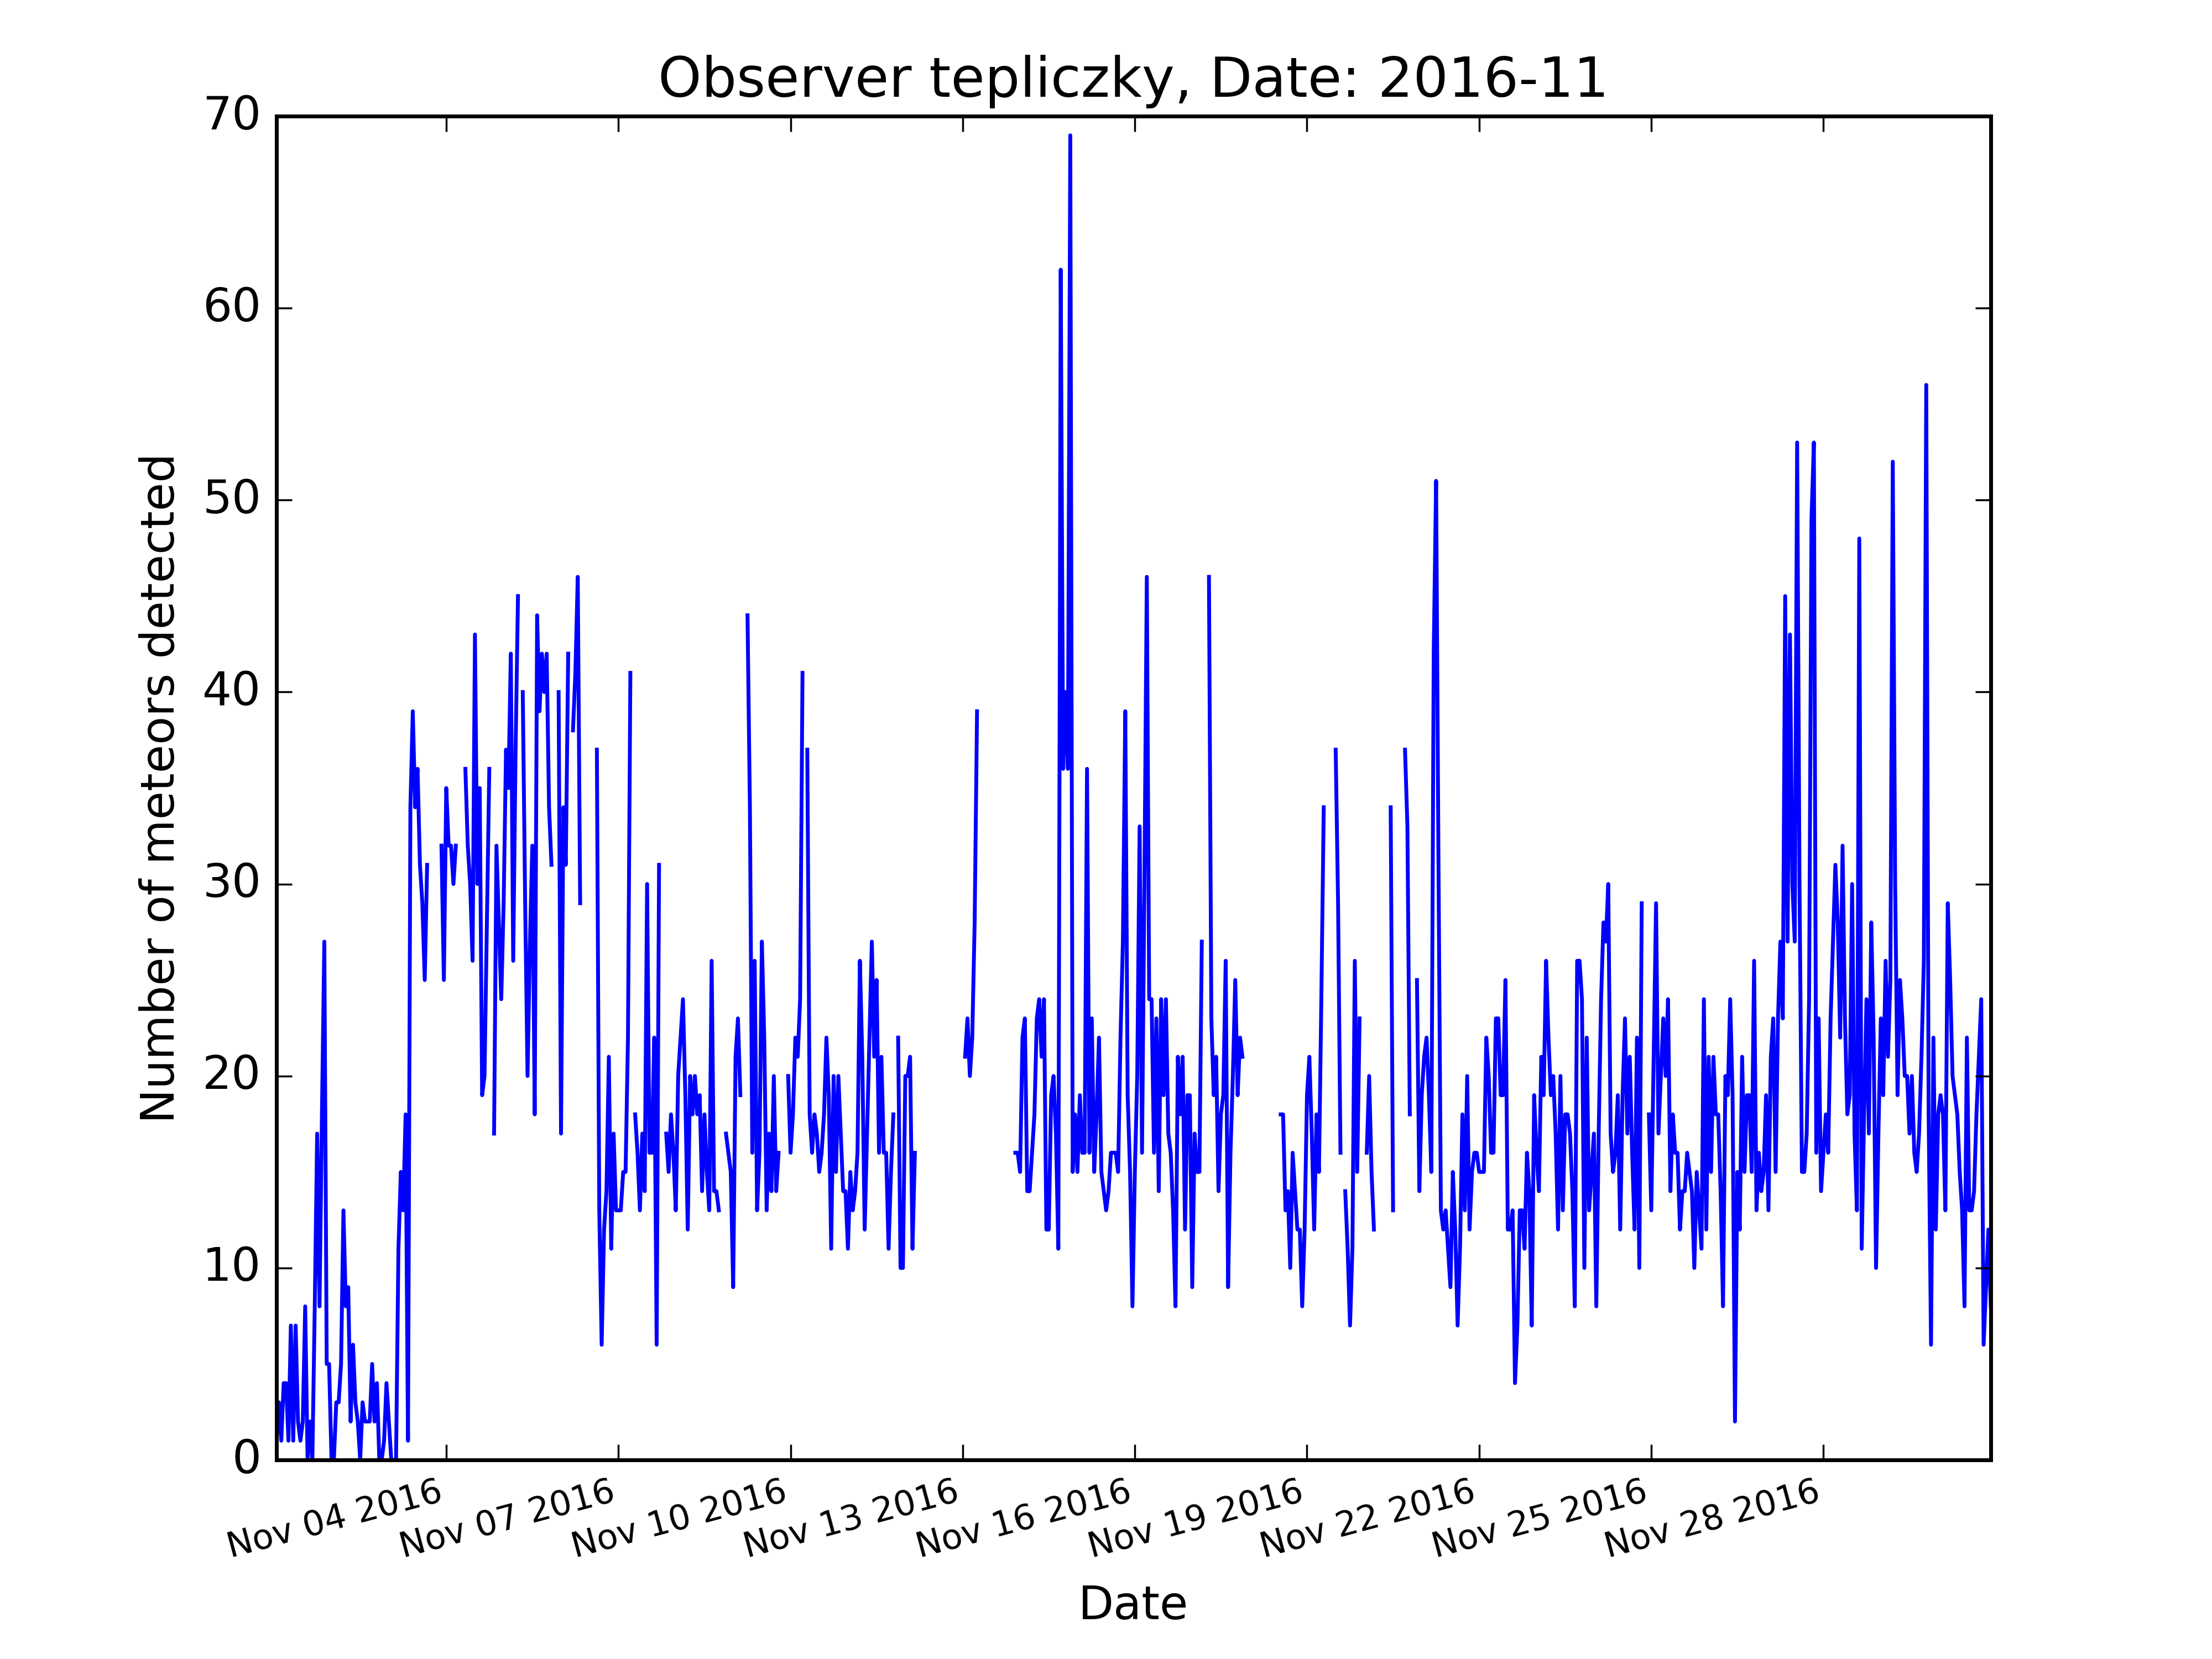 Observer tepliczky, Date: 2016-11
Number of meteors detected
70
60
50
40
30
20
10
0
Nov 04 2016
Nov 07 2016
Nov 10 2016
Nov 13 2016
Nov 16 2016
Nov 19 2016
Nov 22 2016
Nov 25 2016
Nov 28 2016
Date